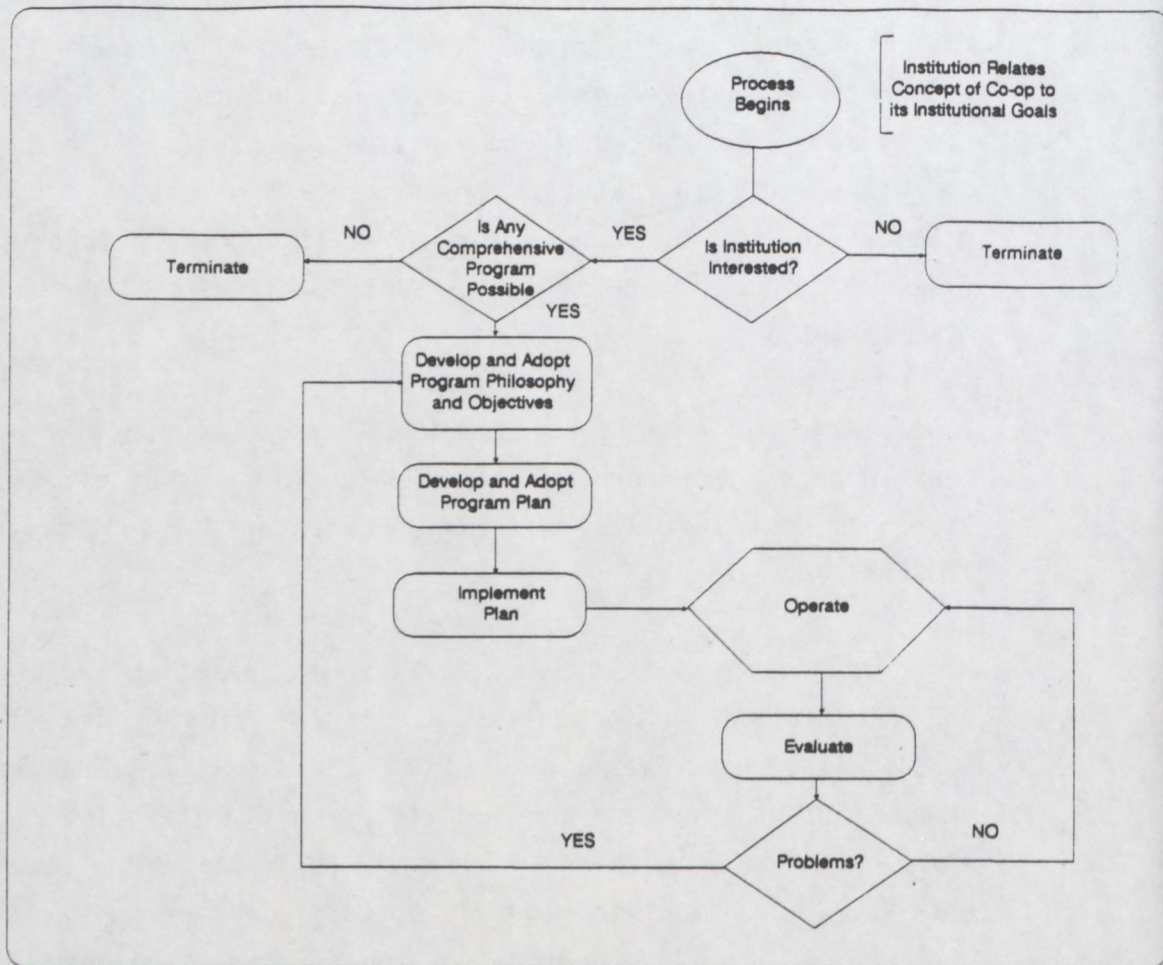 Process
Begins
Institution Relates
Concept of Co-op to
its Institutional Goals
Is Institution
Interested?
NO
Terminate
YES
Is Any
Comprehensive
Program
Possible
NO
Terminate
YES
Develop and Adopt
Program Philosophy
and Objectives
Develop and Adopt
Program Plan
Implement
Plan
Operate
Evaluate
Problems?
YES
NO